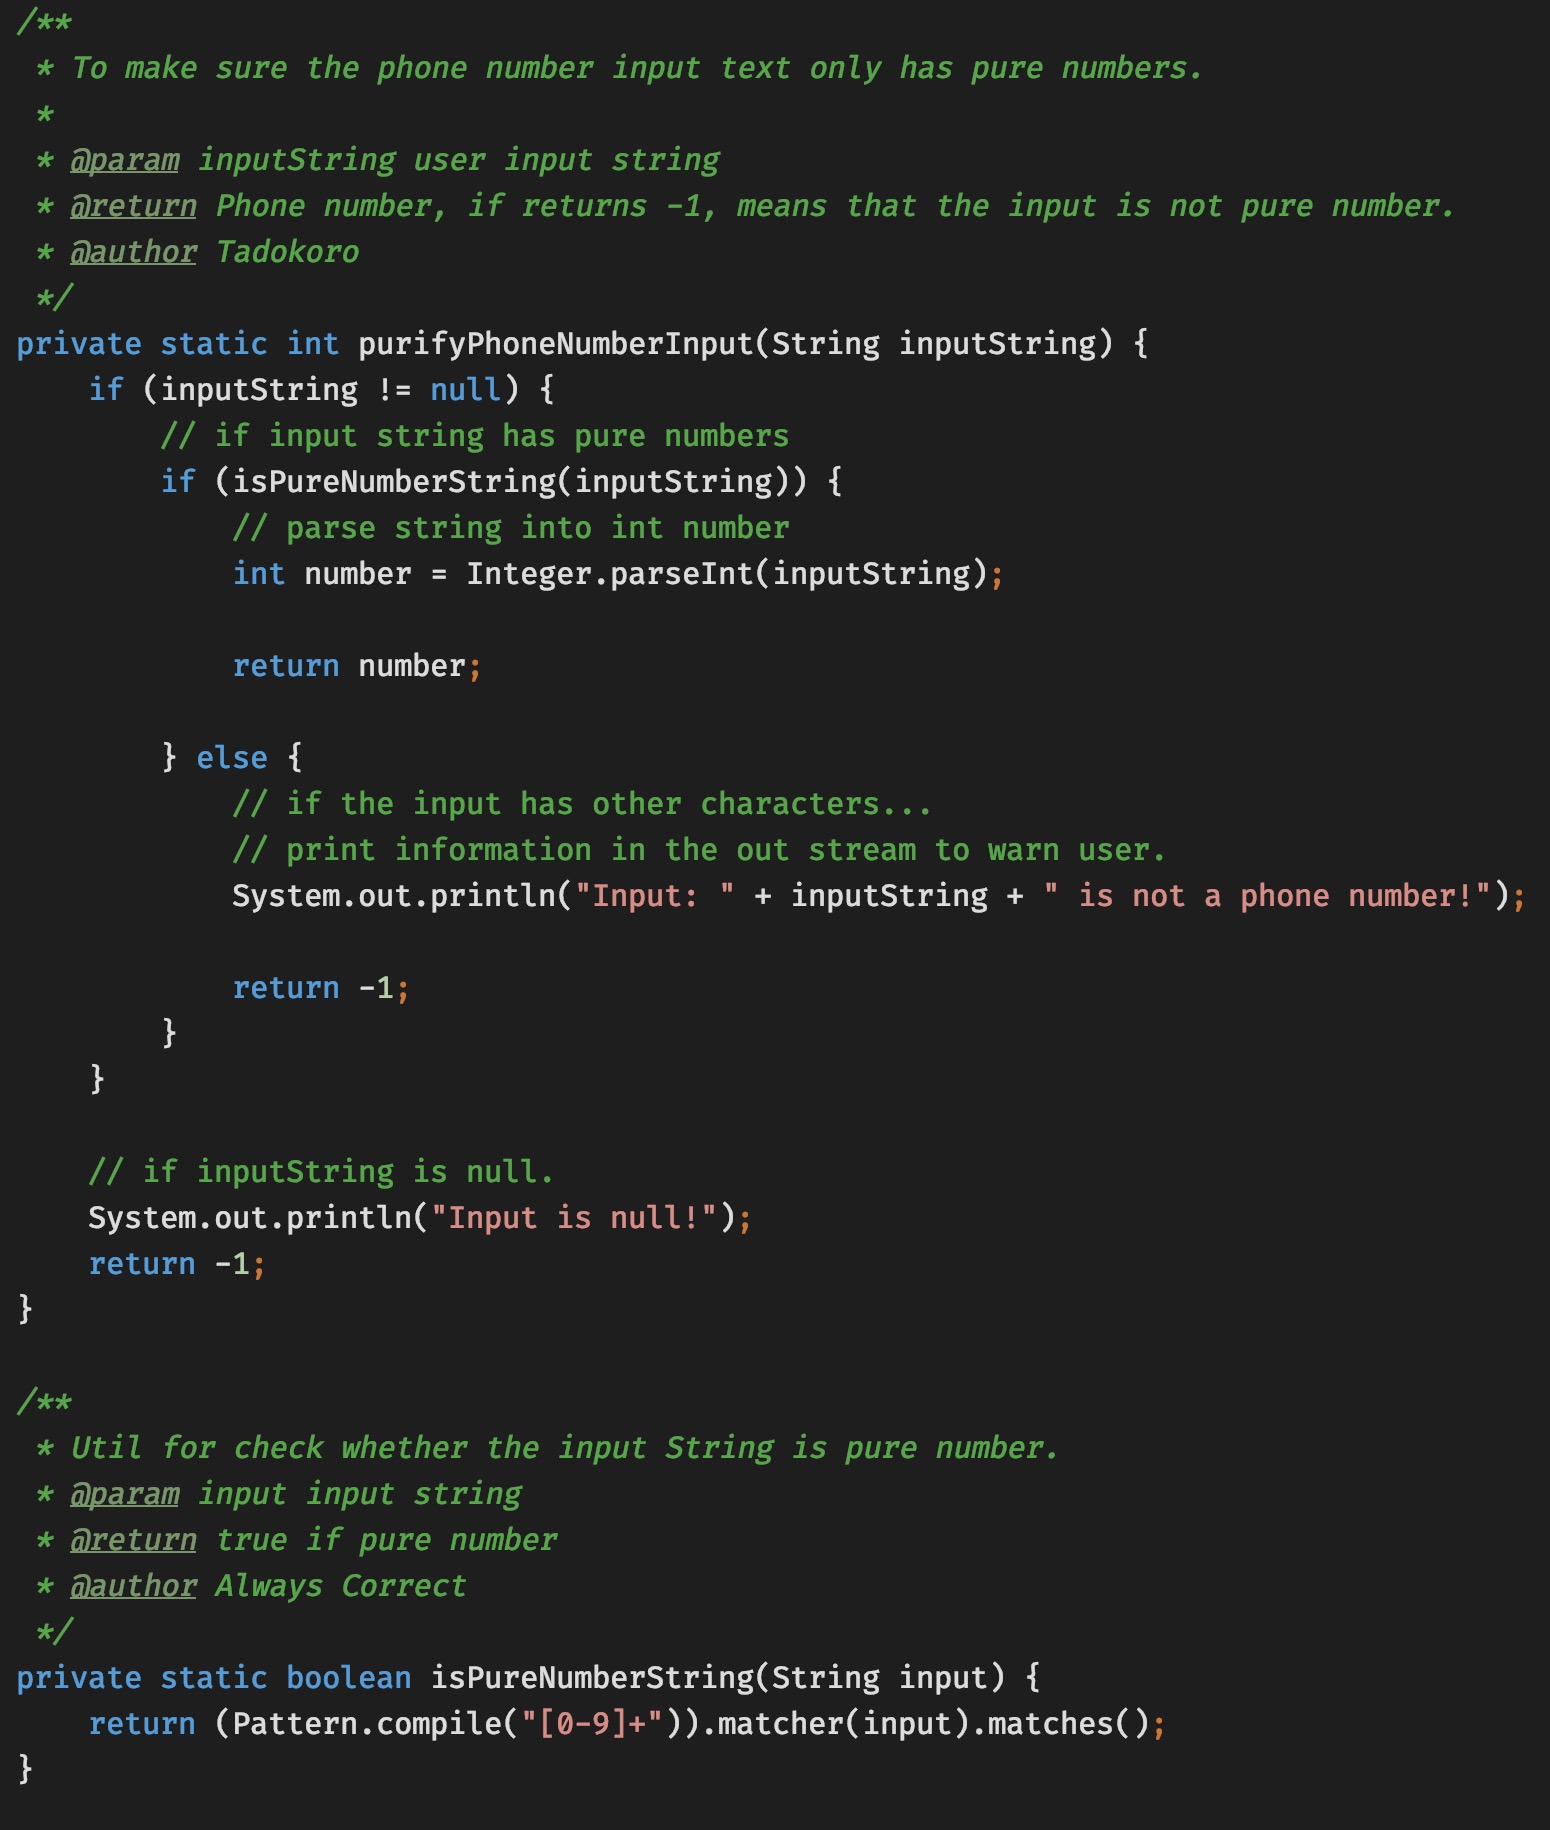 /**
 * To make sure the phone number input text only has pure numbers.
 *
 * @param inputString user input string
 * @return Phone number, if returns -1, means that the input is not pure number.
 * @author Tadokoro
 */
private static int purifyPhoneNumberInput(String inputString) {
    if (inputString != null) {
        // if input string has pure numbers
        if (isPureNumberString(inputString)) {
            // parse string into int number
            int number = Integer.parseInt(inputString);

            return number;

        } else {
            // if the input has other characters...
            // print information in the out stream to warn user.
            System.out.println("Input: " + inputString + " is not a phone number!");

            return -1;
        }
    }

    // if inputString is null.
    System.out.println("Input is null!");
    return -1;
}

/**
 * Util for check whether the input String is pure number.
 * @param input input string
 * @return true if pure number
 * @author Always Correct
 */
private static boolean isPureNumberString(String input) {
    return (Pattern.compile("[0-9]+")).matcher(input).matches();
}